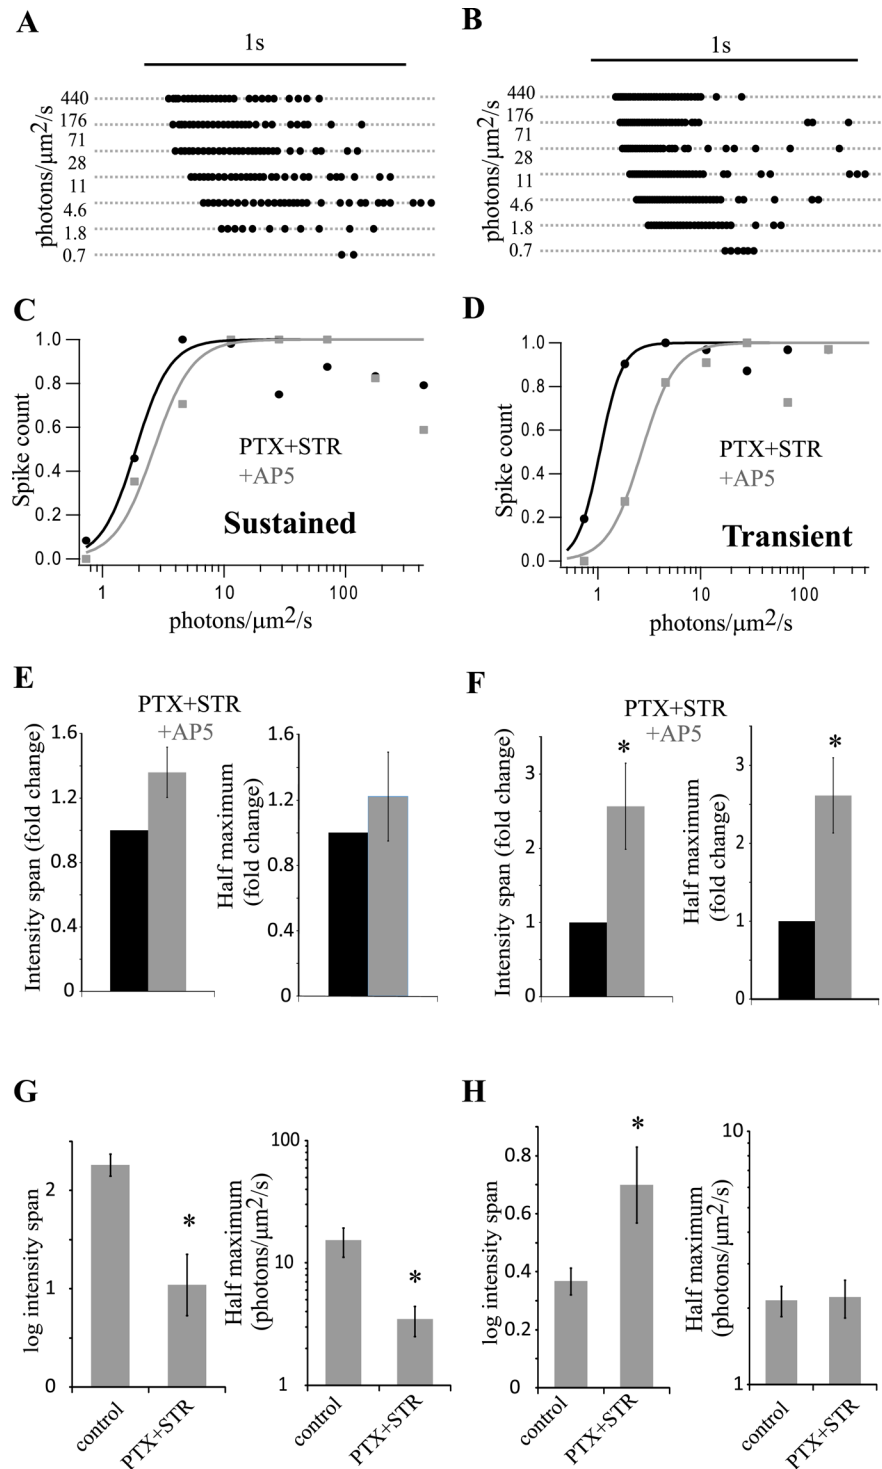 A
1s
photons/μm2/s
440
176
71
28
11
4.6
1.8
0.7
B
1s
photons/μm2/s
440
176
71
28
11
4.6
1.8
0.7
C
Spike count
1.0
0.8
0.6
0.4
0.2
0.0
PTX+STR
+AP5
Sustained
1
10
100
photons/μm2/s
D
Spike count
1.0
0.8
0.6
0.4
0.2
0.0
PTX+STR
+AP5
Transient
1
10
100
photons/μm2/s
E
PTX+STR
+AP5
Intensity span (fold change)
1.6
1.2
0.8
0.4
0
Half maximum
(fold change)
1.6
1.2
0.8
0.4
0
F
PTX+STR
+AP5
Intensity span (fold change)
3
2
1
0
*
Half maximum
(fold change)
3
2
1
0
*
G
log intensity span
2
1
0
*
control
PTX+STR
Half maximum
(photons/μm2/s)
100
10
1
*
control
PTX+STR
H
log intensity span
0.8
0.6
0.4
0.2
0
*
control
PTX+STR
Half maximum
(photons/μm2/s)
10
1
control
PTX+STR